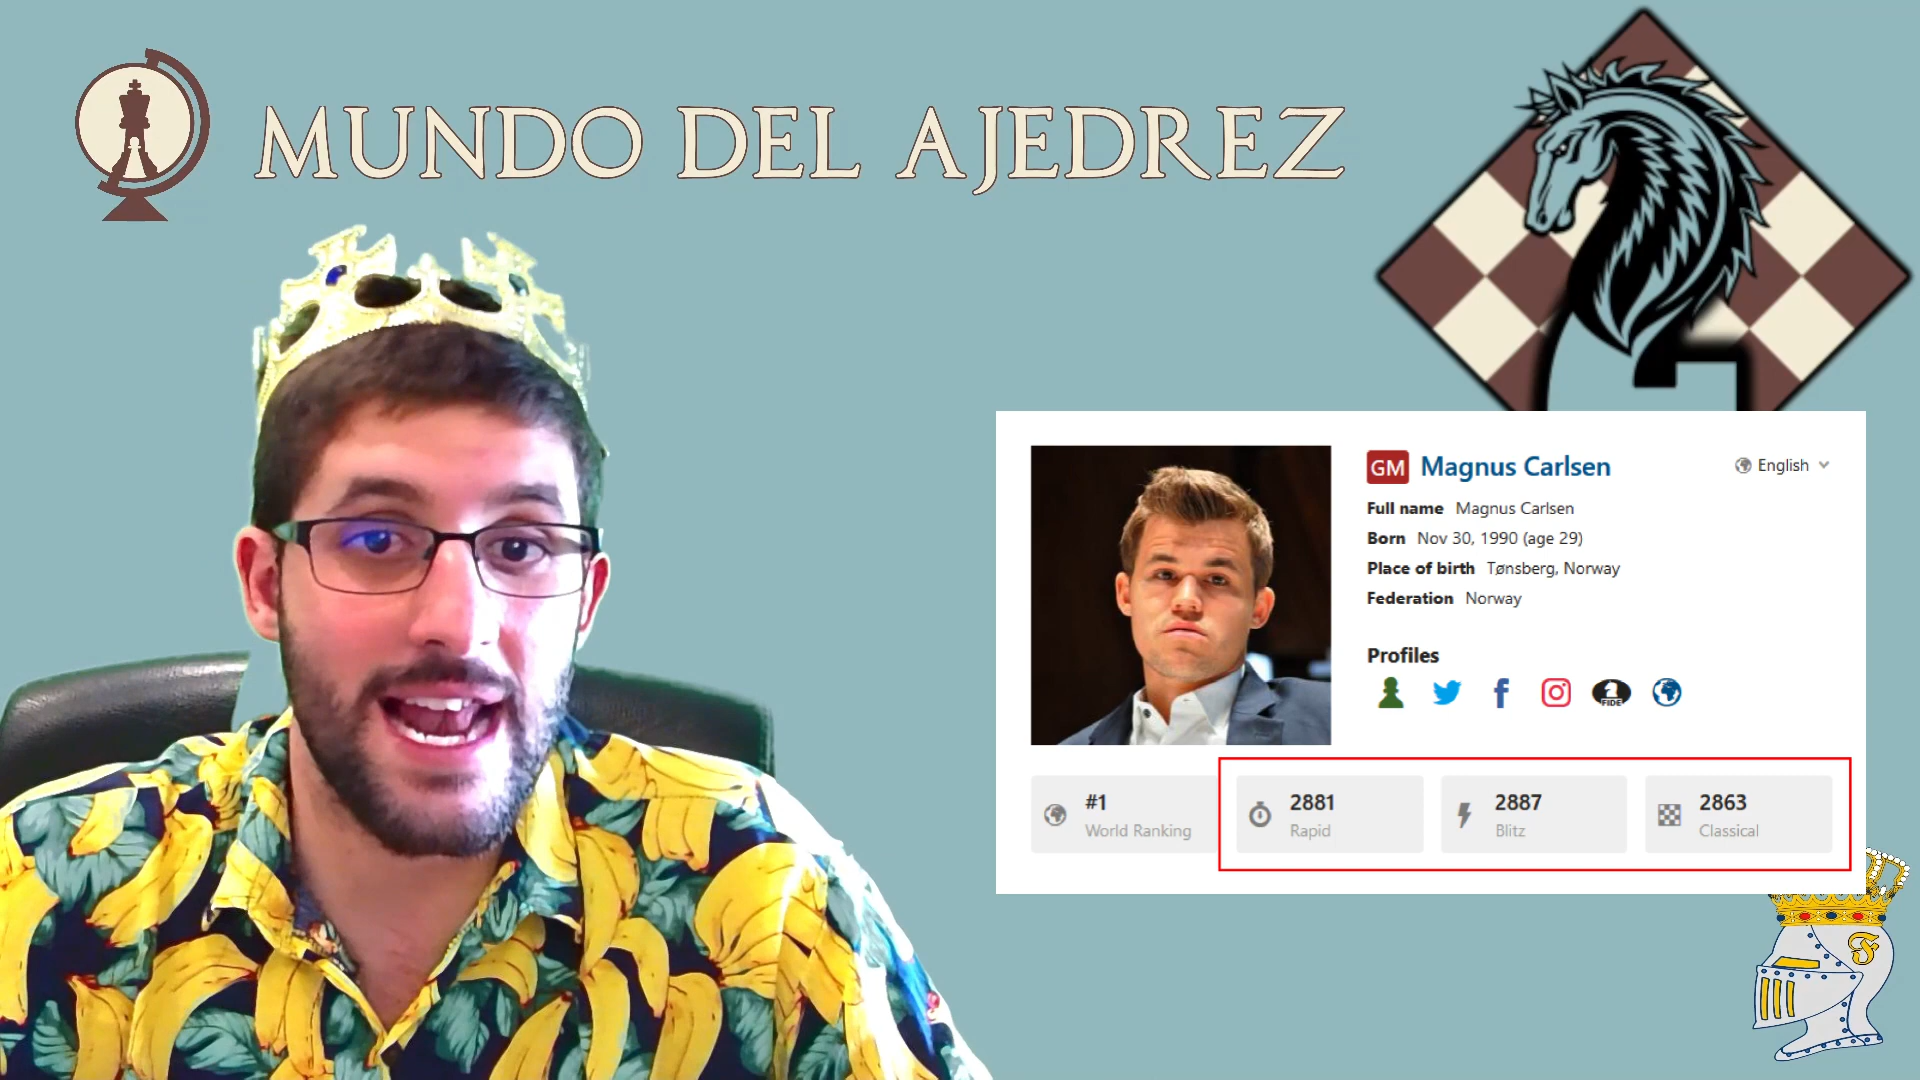 MUNDO DEL AJEDREZ
GM Magnus Carlsen
English
Full name Magnus Carlsen
Born Nov 30, 1990 (age 29)
Place of birth Tønsberg, Norway
Federation Norway
Profiles
FIDE
#1
World Ranking
2881
Rapid
2887
Blitz
2863
Classical
F